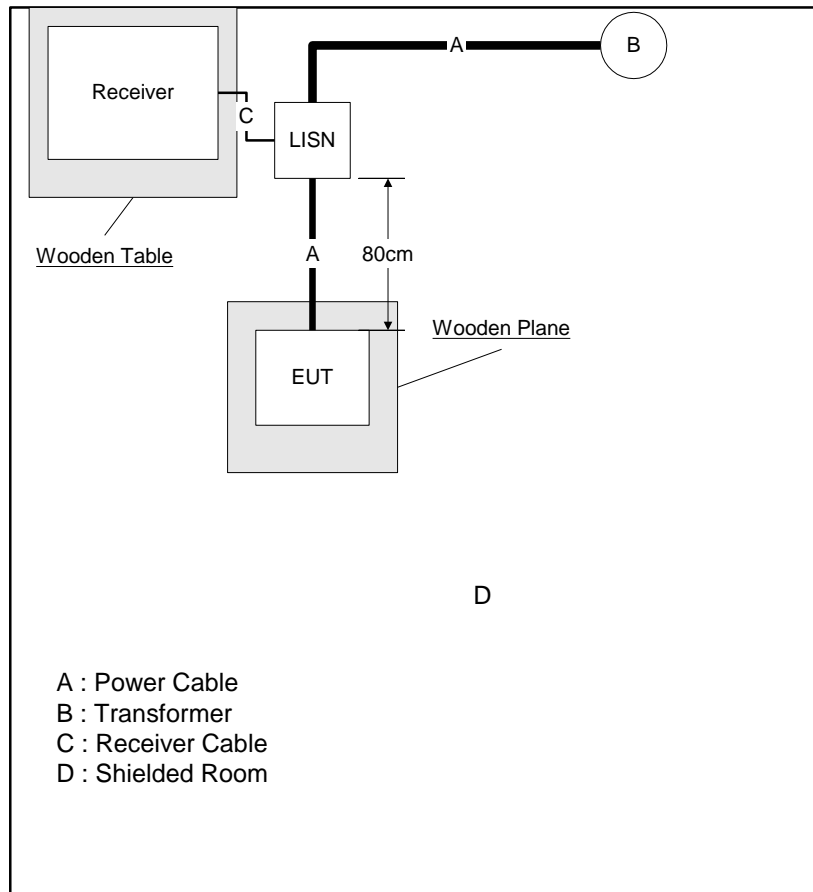 A
B
Receiver
C
LISN
Wooden Table
A
80cm
Wooden Plane
EUT
D
A : Power Cable
B : Transformer
C : Receiver Cable
D : Shielded Room